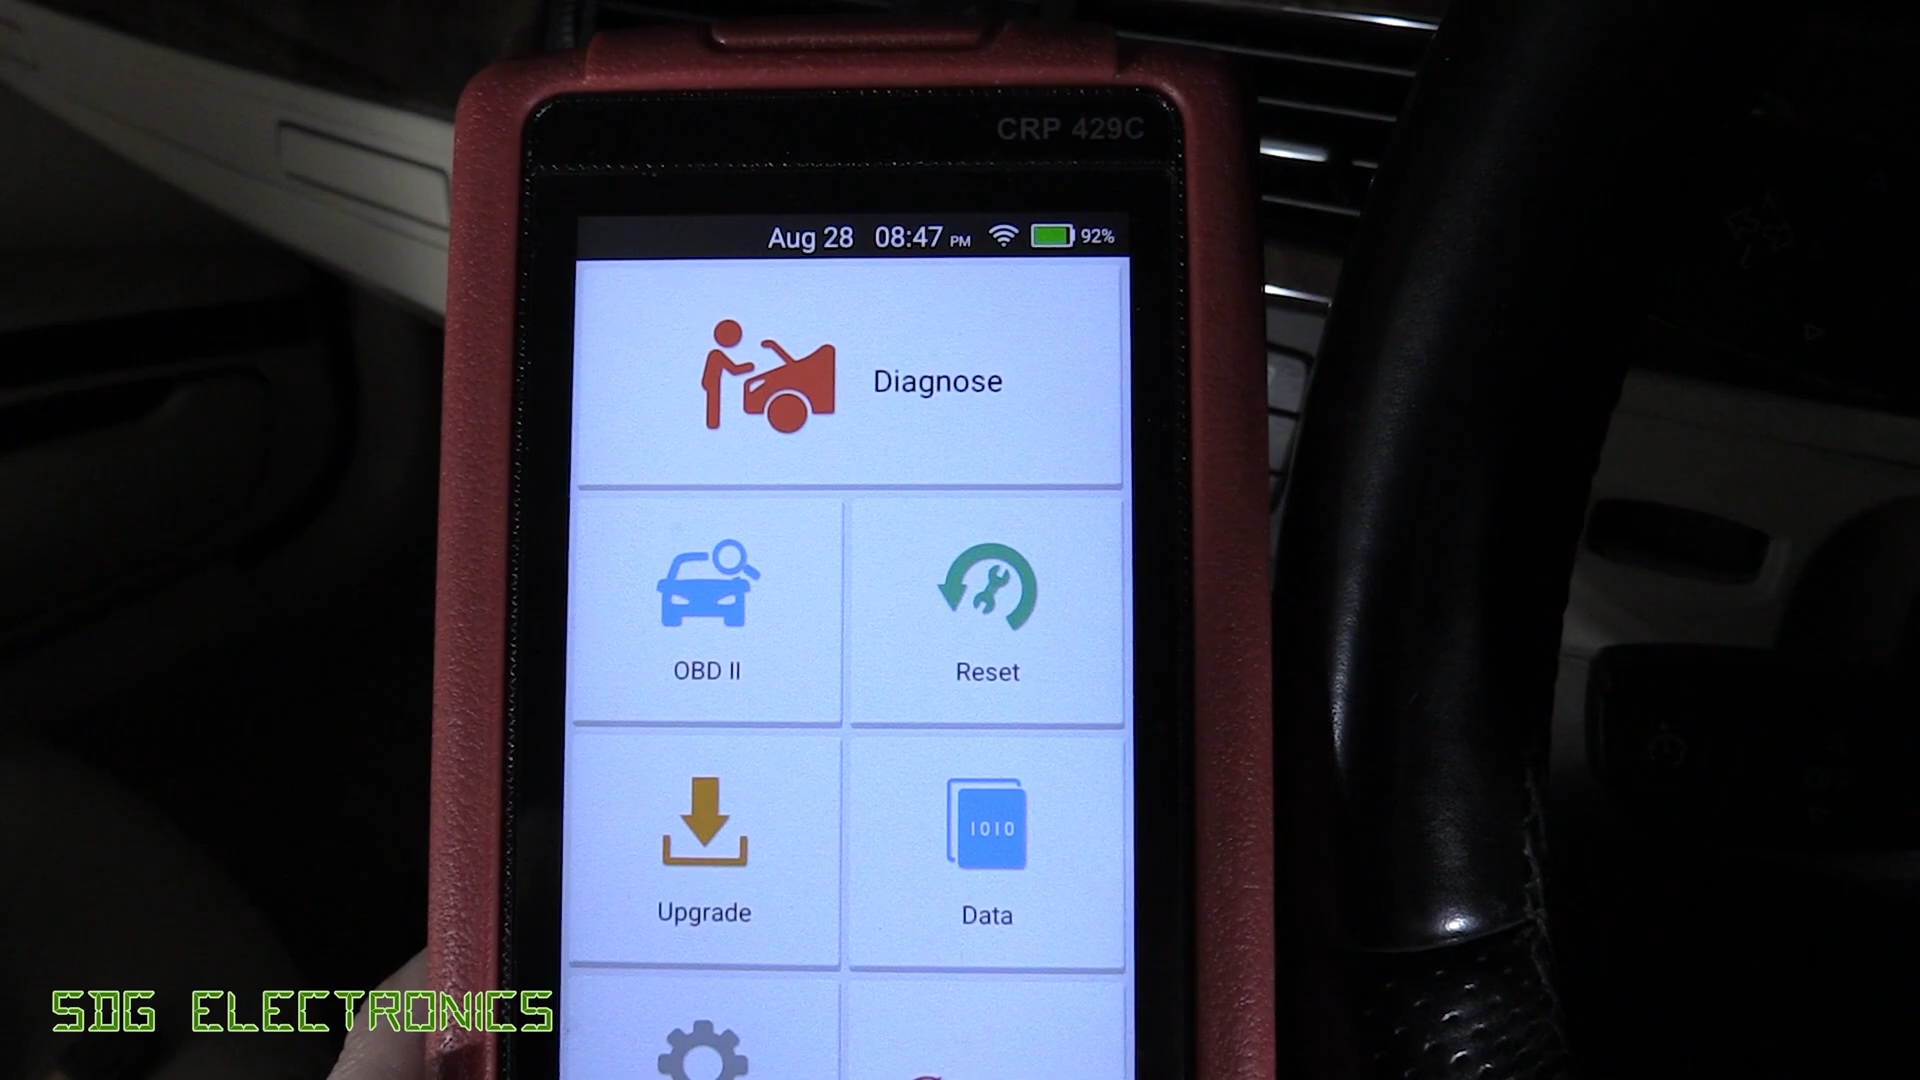 CRP 429C
Aug 28 08:47 PM 92%
Diagnose
OBD II
Reset
1010
Upgrade
Data
SDG ELECTRONICS